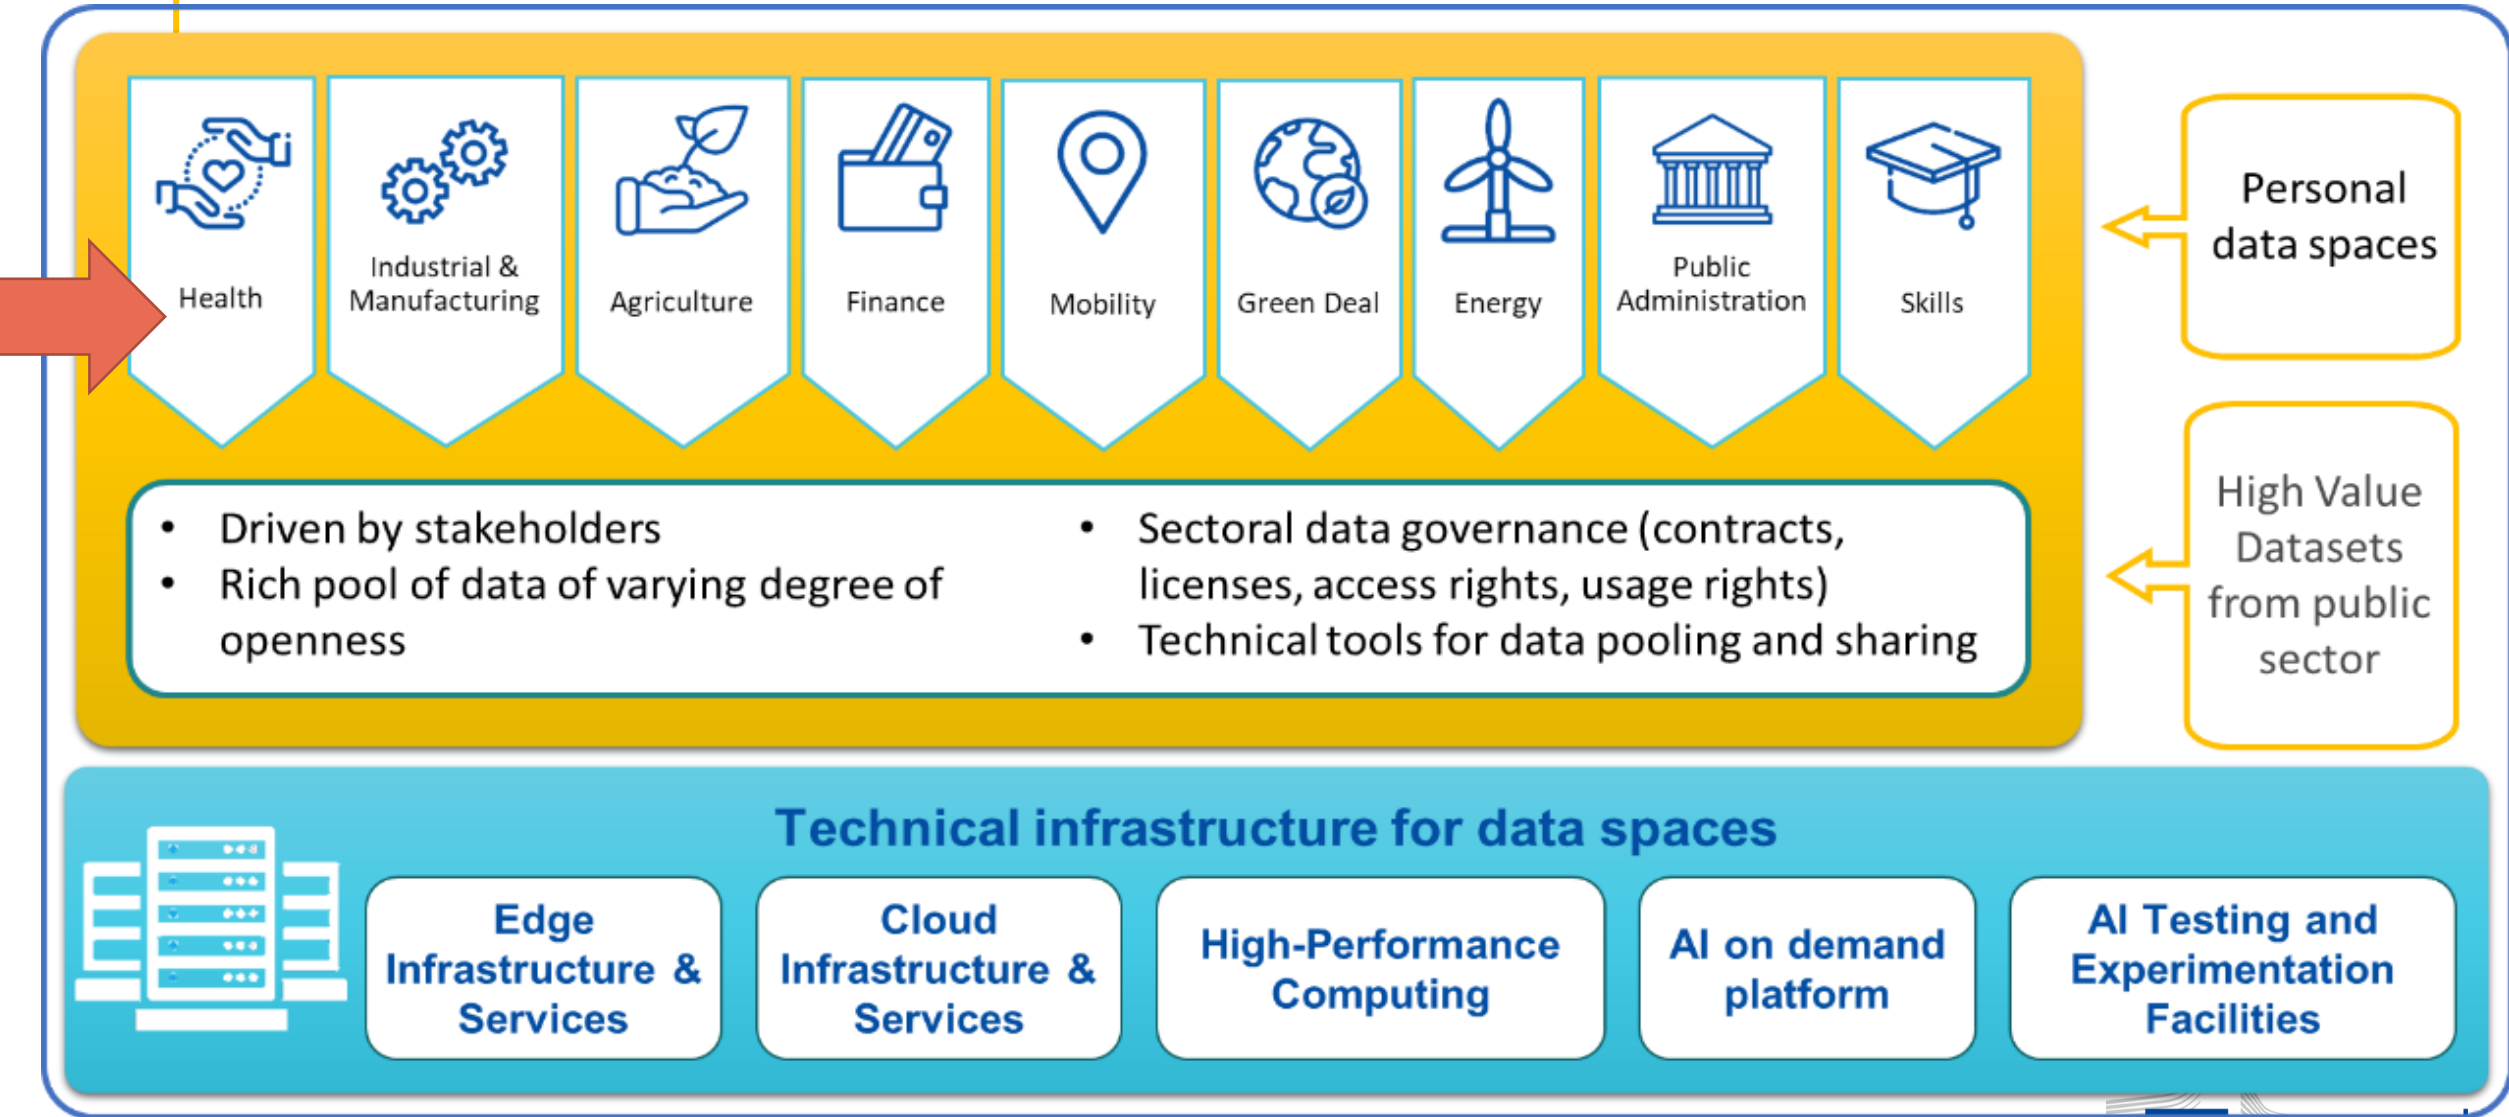 Health
Industrial &
Manufacturing
Agriculture
Finance
Mobility
Green Deal
Energy
Public
Administration
Skills
Personal
data spaces
• Driven by stakeholders
• Rich pool of data of varying degree of
openness
• Sectoral data governance (contracts,
licenses, access rights, usage rights)
• Technical tools for data pooling and sharing
High Value
Datasets
from public
sector
Technical infrastructure for data spaces
Edge
Infrastructure &
Services
Cloud
Infrastructure &
Services
High-Performance
Computing
AI on demand
platform
AI Testing and
Experimentation
Facilities